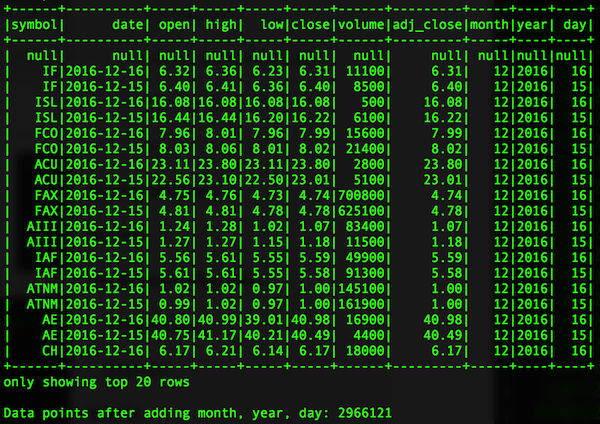 +------+----------+-----+-----+-----+-----+------+---------+-----+----+----+
|symbol|      date| open| high|  low|close|volume|adj_close|month|year| day|
+------+----------+-----+-----+-----+-----+------+---------+-----+----+----+
|  null|      null| null| null| null| null|  null|     null| null|null|null|
|    IF|2016-12-16| 6.32| 6.36| 6.23| 6.31| 11100|     6.31|   12|2016|  16|
|    IF|2016-12-15| 6.40| 6.41| 6.36| 6.40|  8500|     6.40|   12|2016|  15|
|   ISL|2016-12-16|16.08|16.08|16.08|16.08|   500|    16.08|   12|2016|  16|
|   ISL|2016-12-15|16.44|16.44|16.20|16.22|  6100|    16.22|   12|2016|  15|
|   FCO|2016-12-16| 7.96| 8.01| 7.96| 7.99| 15600|     7.99|   12|2016|  16|
|   FCO|2016-12-15| 8.03| 8.06| 8.01| 8.02| 21400|     8.02|   12|2016|  15|
|   ACU|2016-12-16|23.11|23.80|23.11|23.80|  2800|    23.80|   12|2016|  16|
|   ACU|2016-12-15|22.56|23.10|22.50|23.01|  5100|    23.01|   12|2016|  15|
|   FAX|2016-12-16| 4.75| 4.76| 4.73| 4.74|700800|     4.74|   12|2016|  16|
|   FAX|2016-12-15| 4.81| 4.81| 4.78| 4.78|625100|     4.78|   12|2016|  15|
|  AIII|2016-12-16| 1.24| 1.28| 1.02| 1.07| 83400|     1.07|   12|2016|  16|
|  AIII|2016-12-15| 1.27| 1.27| 1.15| 1.18| 11500|     1.18|   12|2016|  15|
|   IAF|2016-12-16| 5.56| 5.61| 5.55| 5.59| 49900|     5.59|   12|2016|  16|
|   IAF|2016-12-15| 5.61| 5.61| 5.55| 5.58| 91300|     5.58|   12|2016|  15|
|  ATNM|2016-12-16| 1.02| 1.02| 0.97| 1.00|145100|     1.00|   12|2016|  16|
|  ATNM|2016-12-15| 0.99| 1.02| 0.97| 1.00|161900|     1.00|   12|2016|  15|
|    AE|2016-12-16|40.80|40.99|39.01|40.98| 16900|    40.98|   12|2016|  16|
|    AE|2016-12-15|40.75|41.17|40.21|40.49|  4400|    40.49|   12|2016|  15|
|    CH|2016-12-16| 6.17| 6.21| 6.14| 6.17| 18000|     6.17|   12|2016|  16|
+------+----------+-----+-----+-----+-----+------+---------+-----+----+----+
only showing top 20 rows
Data points after adding month, year, day: 2966121